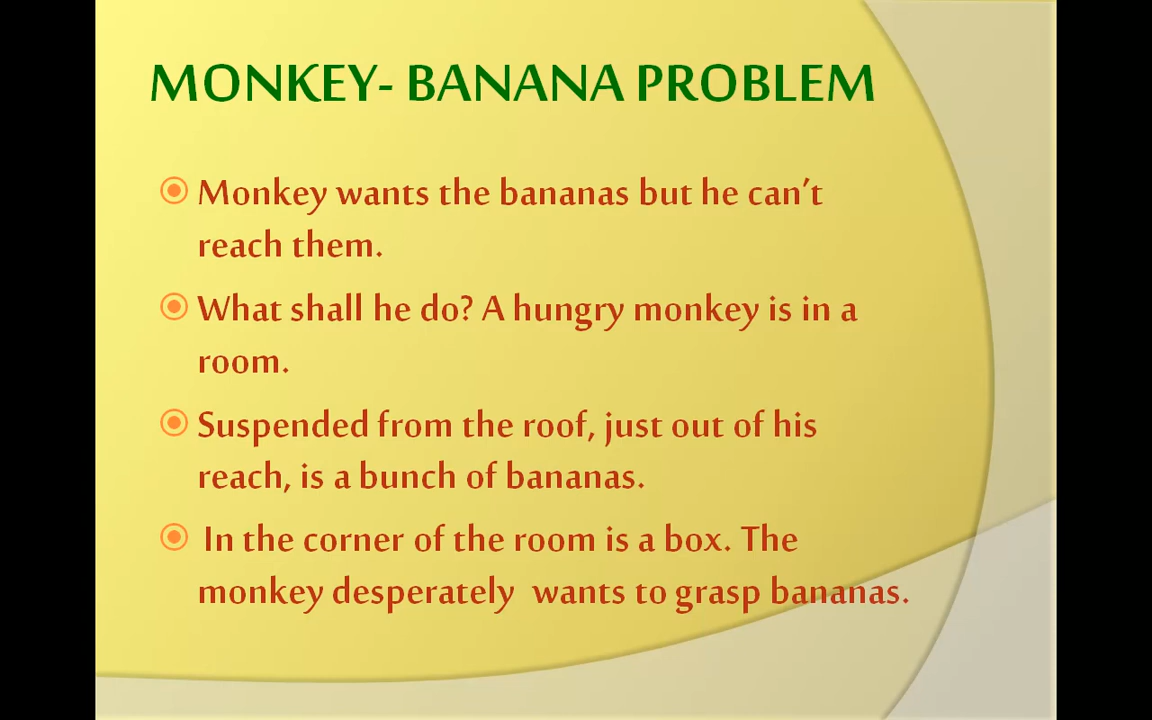 MONKEY- BANANA PROBLEM
Monkey wants the bananas but he can’t
reach them.
What shall he do? A hungry monkey is in a
room.
Suspended from the roof, just out of his
reach, is a bunch of bananas.
In the corner of the room is a box. The
monkey desperately  wants to grasp bananas.